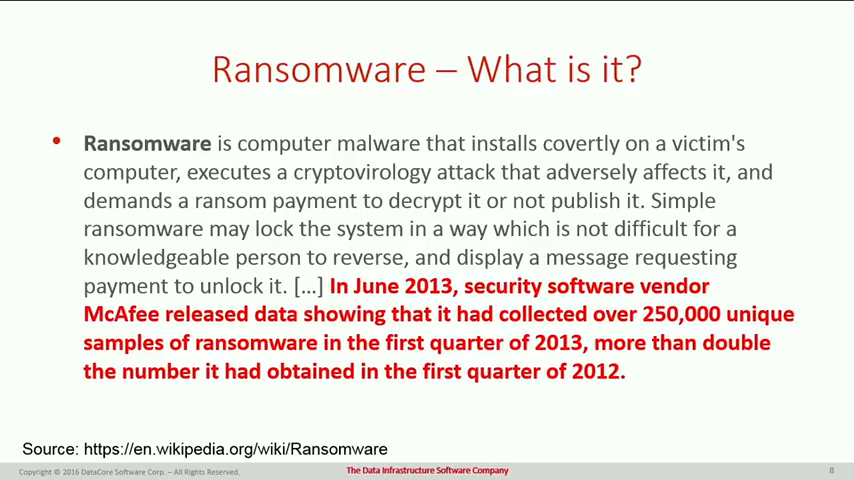 Ransomware – What is it?
• Ransomware is computer malware that installs covertly on a victim's
computer, executes a cryptovirology attack that adversely affects it, and
demands a ransom payment to decrypt it or not publish it. Simple
ransomware may lock the system in a way which is not difficult for a
knowledgeable person to reverse, and display a message requesting
payment to unlock it. […] In June 2013, security software vendor
McAfee released data showing that it had collected over 250,000 unique
samples of ransomware in the first quarter of 2013, more than double
the number it had obtained in the first quarter of 2012.
Source: https://en.wikipedia.org/wiki/Ransomware
Copyright © 2016 DataCore Software Corp. – All Rights Reserved.
The Data Infrastructure Software Company
8